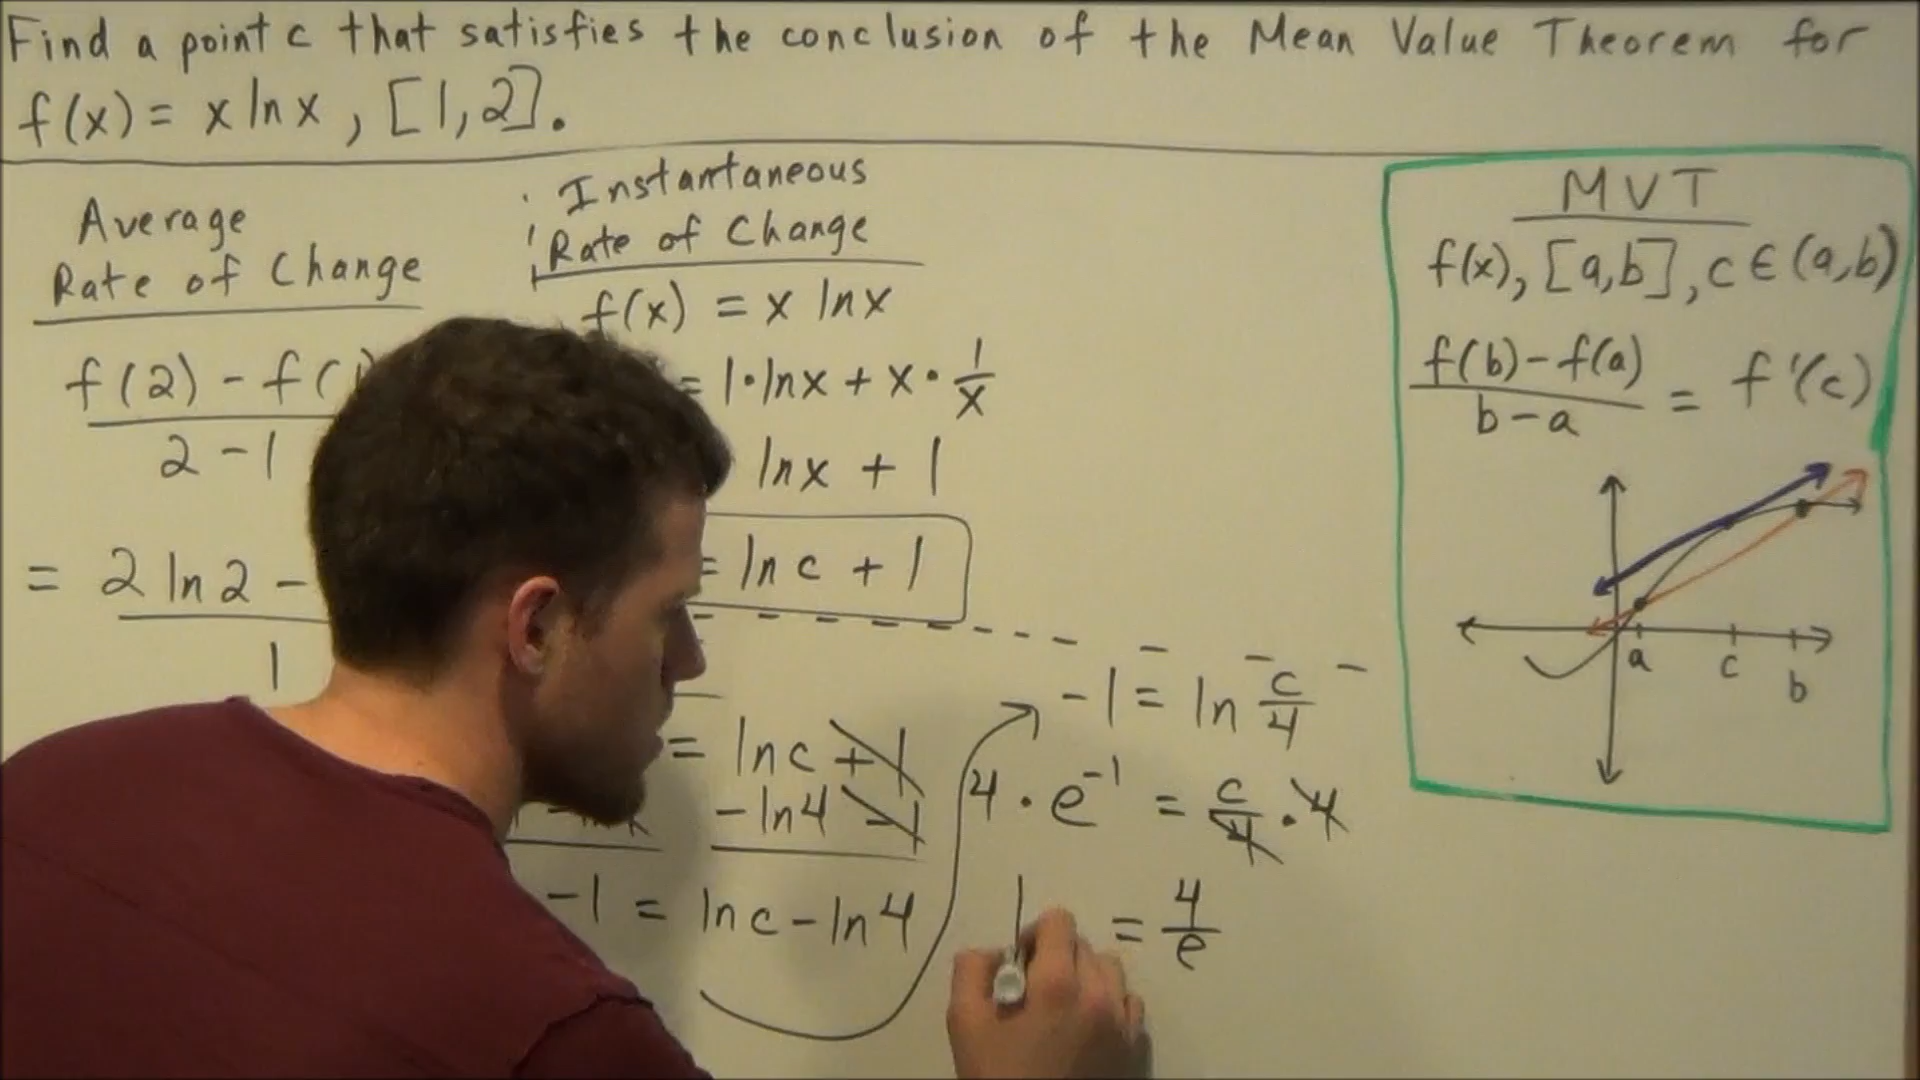 Find a point c that satisfies the conclusion of the Mean Value Theorem for
f(x) = x ln x , [1,2].
Average
Rate of Change
f(2) - f(
2 - 1
= 2 ln 2 -
1
Instantaneous
Rate of Change
f(x) = x ln x
= 1·ln x + x · 1/x
ln x + 1
= ln c + 1
= ln c + 1
- ln 4 - 1
-1 = ln c - ln 4
-1 = ln c/4
4 · e^-1 = c/4 · 4
= 4/e
MVT
f(x), [a,b], c ∈ (a,b)
f(b) - f(a)
b - a
= f'(c)
a c b